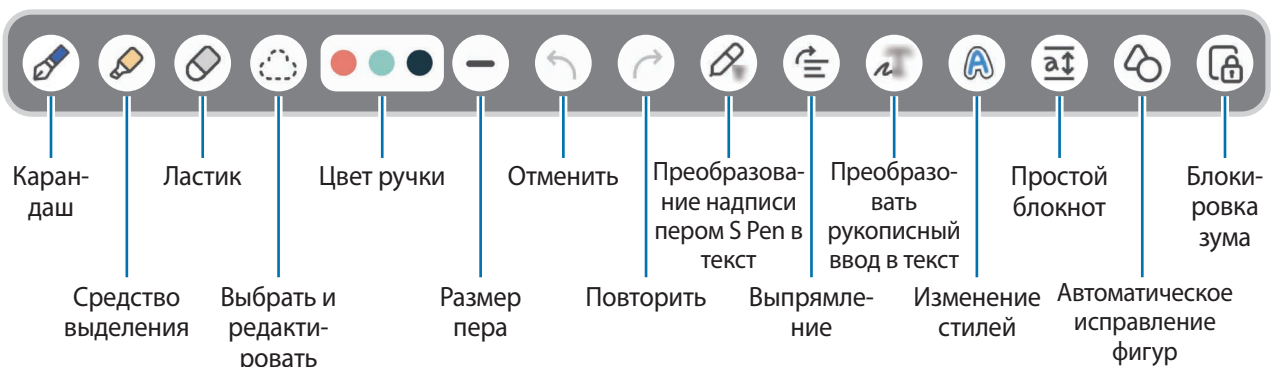 Каран-
даш
Ластик
Цвет ручки
Отменить
Преобразова-
ние надписи
пером S Pen в
текст
Преобразо-
вать
рукописный
ввод в текст
Простой
блокнот
Блоки-
ровка
зума
Средство
выделения
Выбрать и
редакти-
ровать
Размер
пера
Повторить
Выпрямле-
ние
Изменение
стилей
Автоматическое
исправление
фигур